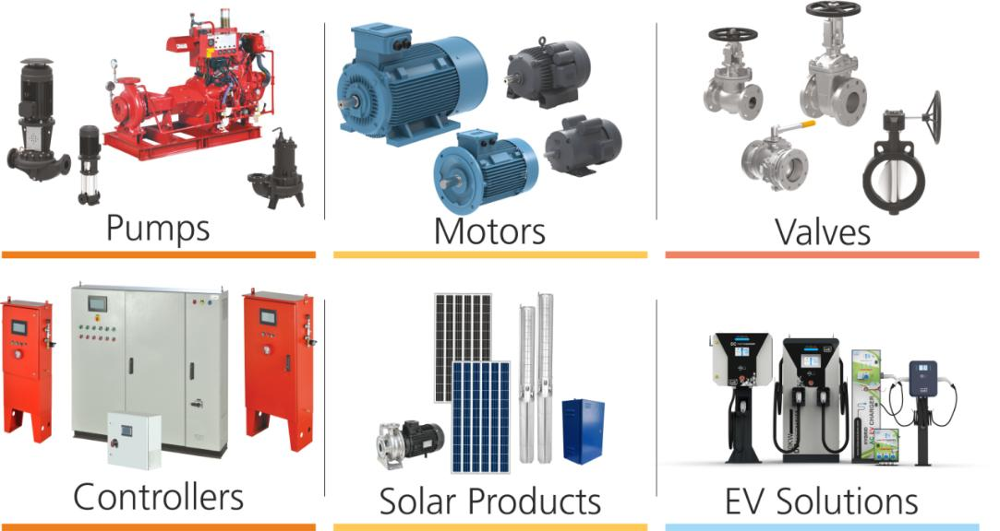 Pumps
Motors
Valves
Controllers
Solar Products
EV Solutions